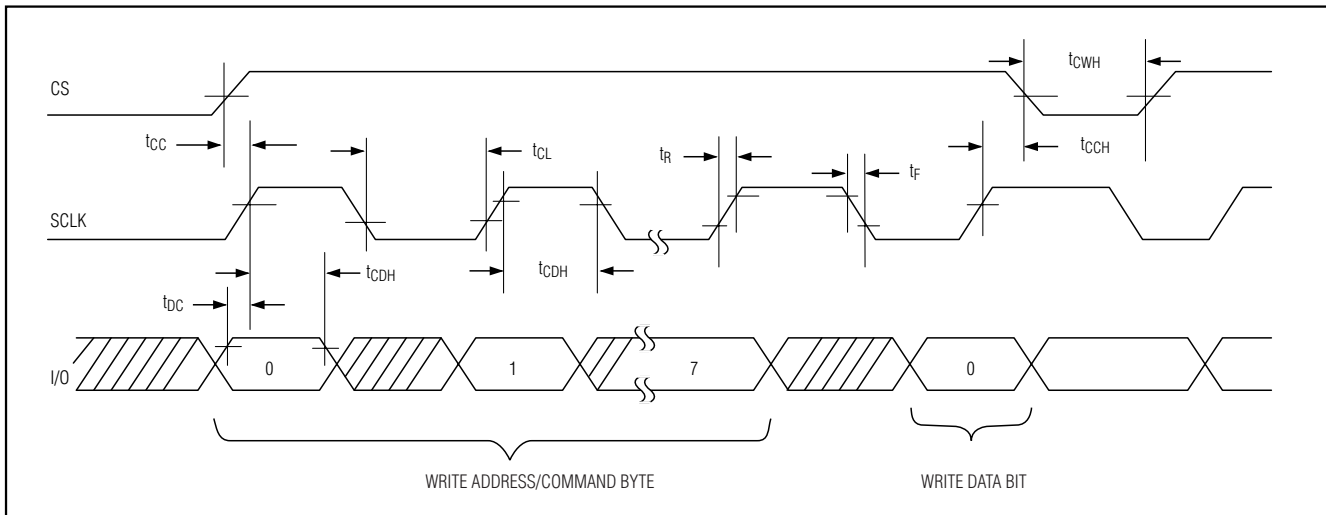 CS
tCWH
tCC
tCL
tR
tF
tCCH
SCLK
tCDH
tCDH
tDC
I/O
0
1
7
0
WRITE ADDRESS/COMMAND BYTE
WRITE DATA BIT